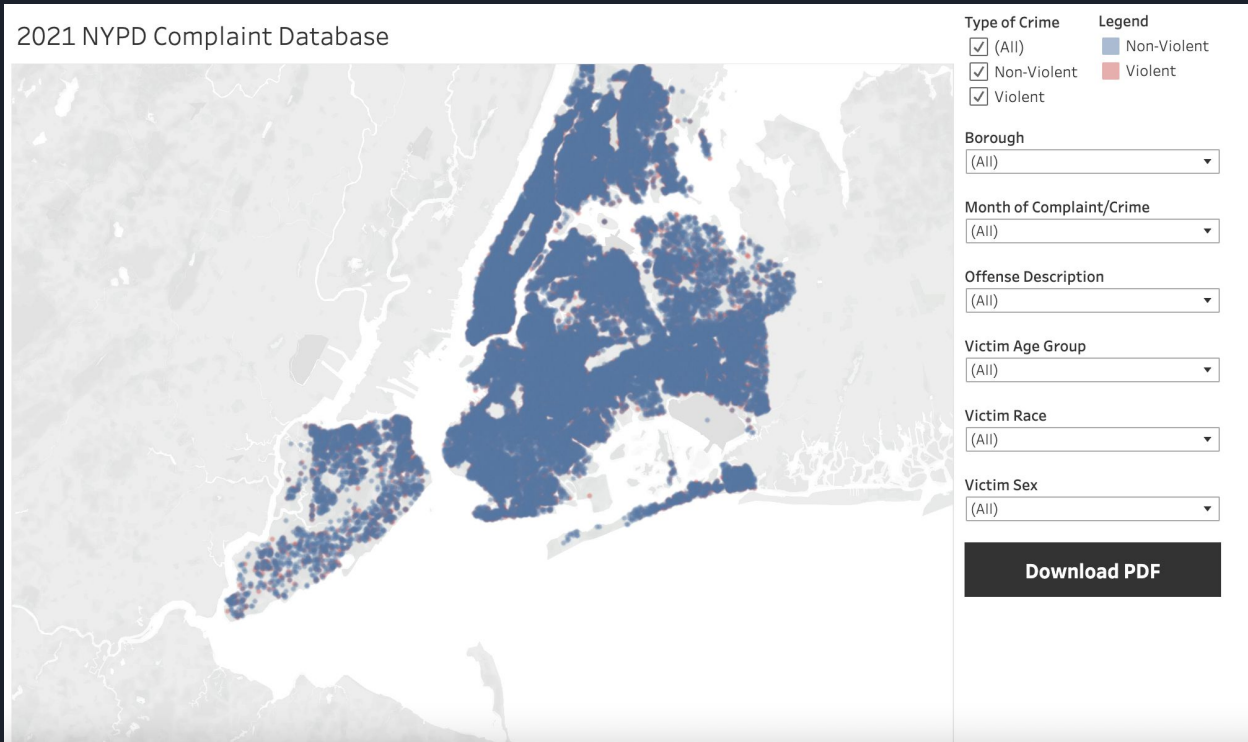 2021 NYPD Complaint Database
Type of Crime
(All)
Non-Violent
Violent
Legend
Non-Violent
Violent
Borough
(All)
Month of Complaint/Crime
(All)
Offense Description
(All)
Victim Age Group
(All)
Victim Race
(All)
Victim Sex
(All)
Download PDF